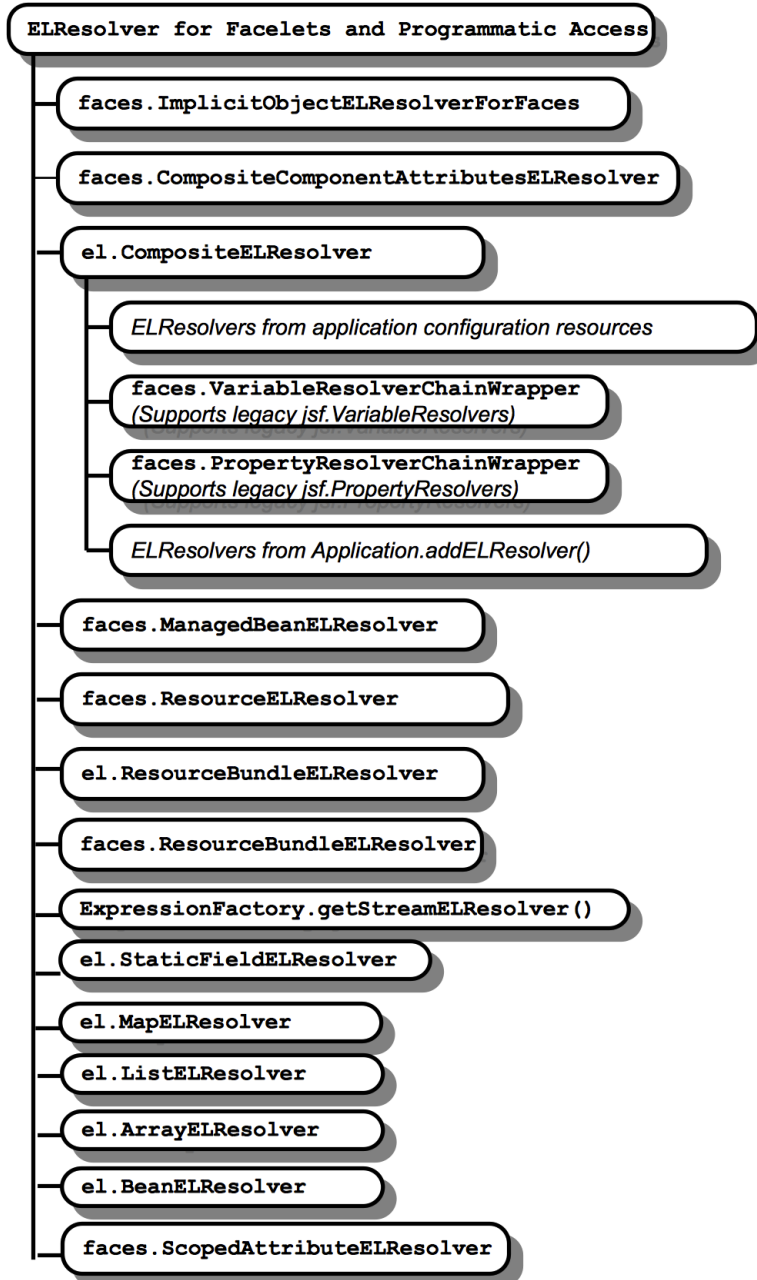 ELResolver for Facelets and Programmatic Access
faces.ImplicitObjectELResolverForFaces
faces.CompositeComponentAttributesELResolver
el.CompositeELResolver
ELResolvers from application configuration resources
faces.VariableResolverChainWrapper
(Supports legacy jsf.VariableResolvers)
faces.PropertyResolverChainWrapper
(Supports legacy jsf.PropertyResolvers)
ELResolvers from Application.addELResolver()
faces.ManagedBeanELResolver
faces.ResourceELResolver
el.ResourceBundleELResolver
faces.ResourceBundleELResolver
ExpressionFactory.getStreamELResolver()
el.StaticFieldELResolver
el.MapELResolver
el.ListELResolver
el.ArrayELResolver
el.BeanELResolver
faces.ScopedAttributeELResolver